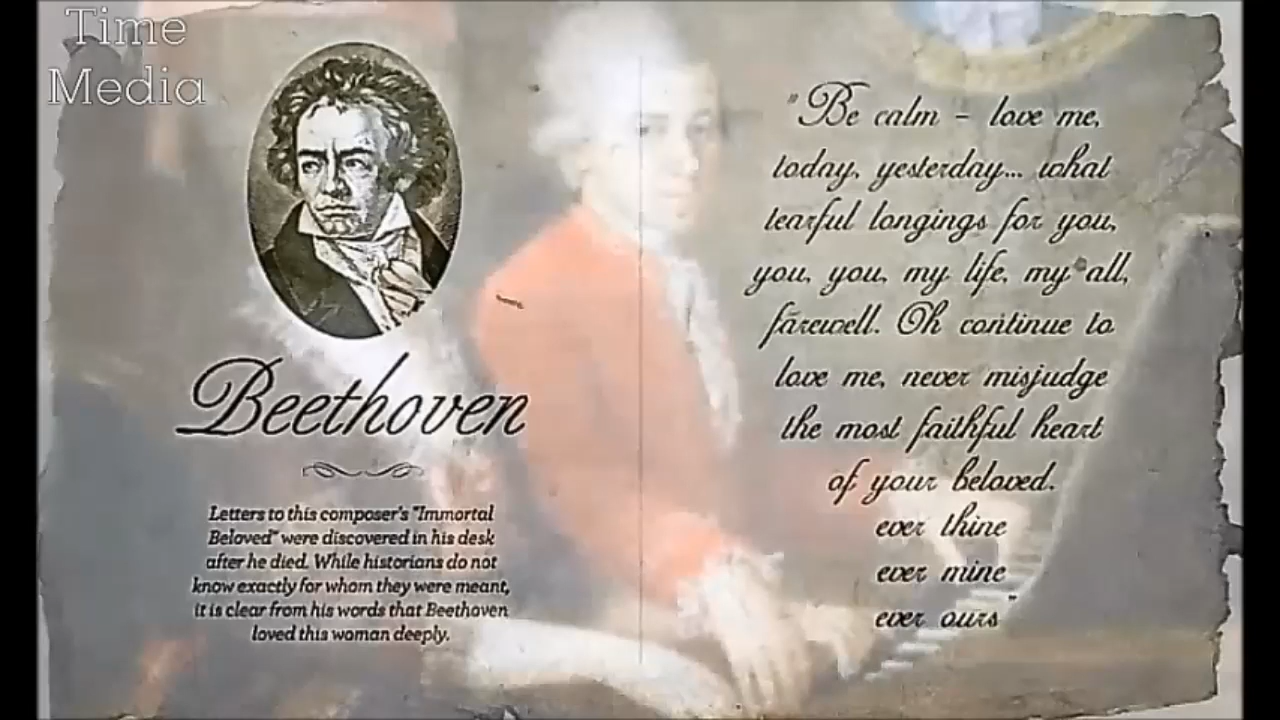 Time
Media
Beethoven
Letters to this composer's "Immortal
Beloved" were discovered in his desk
after he died. While historians do not
know exactly for whom they were meant,
it is clear from his words that Beethoven
loved this woman deeply.
"Be calm - love me,
today, yesterday... what
tearful longings for you,
you, you, my life, my all,
farewell. Oh continue to
love me, never misjudge
the most faithful heart
of your beloved.
ever thine
ever mine
ever ours"